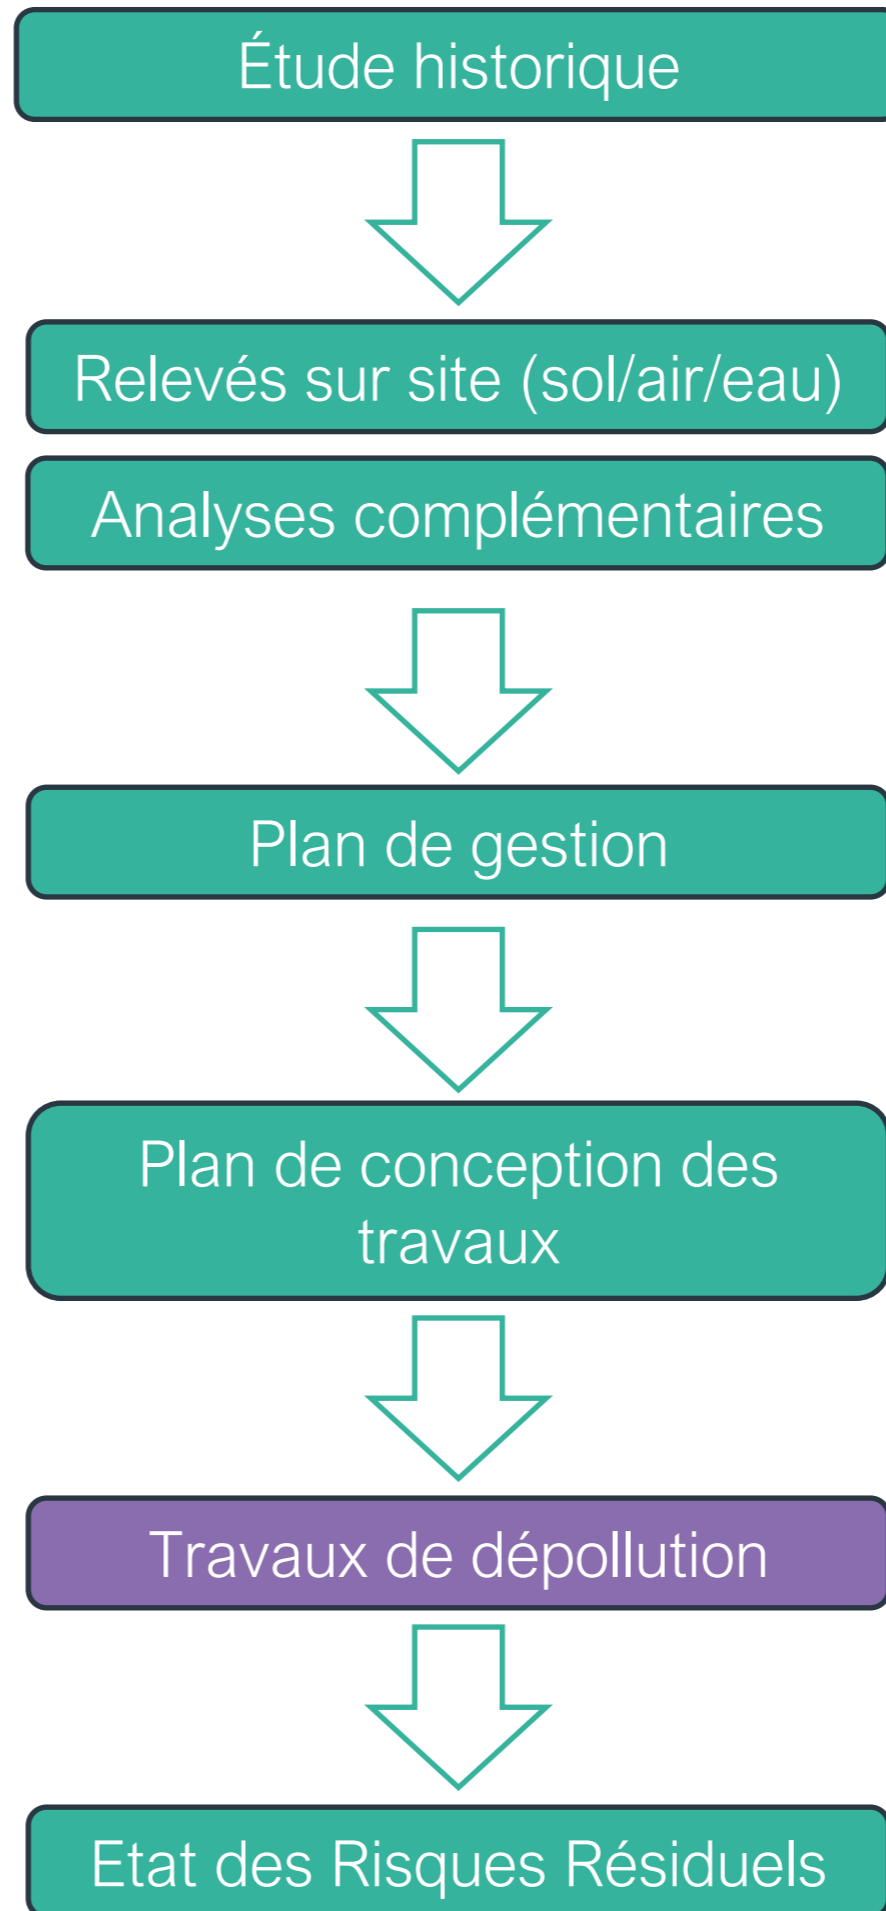 Étude historique
Relevés sur site (sol/air/eau)
Analyses complémentaires
Plan de gestion
Plan de conception des
travaux
Travaux de dépollution
Etat des Risques Résiduels